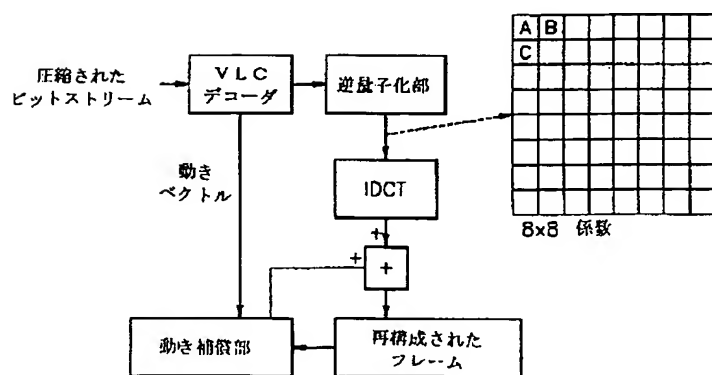 圧縮された
ビットストリーム
VLC
デコーダ
逆量子化部
A B
C
8x8 係数
動き
ベクトル
IDCT
+
+
+
動き補償部
再構成された
フレーム